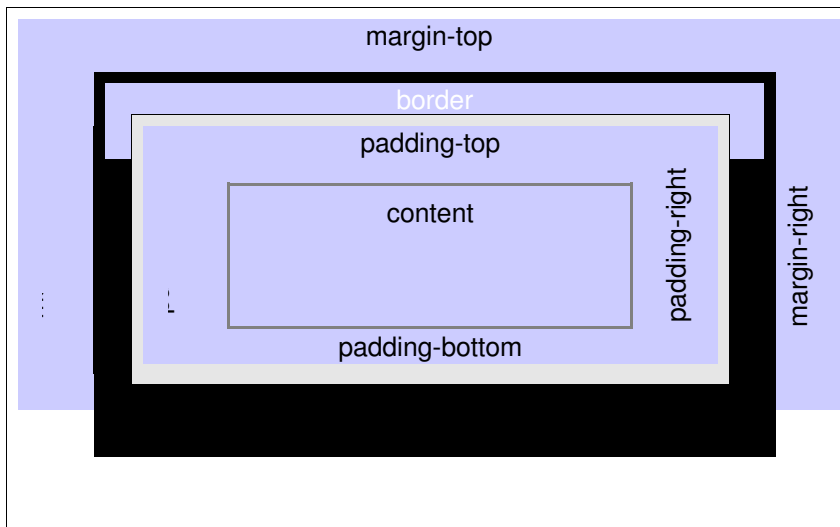 margin-top
border
padding-top
content
padding-right
margin-right
padding-bottom